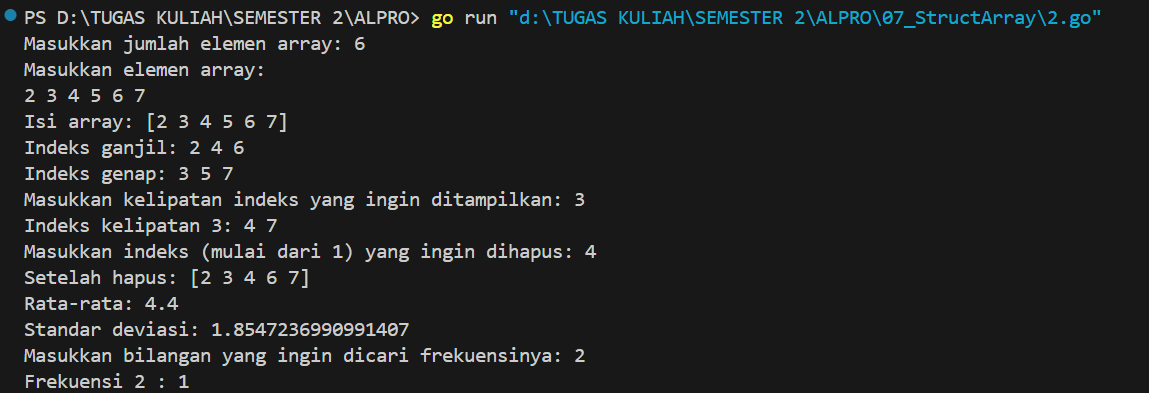 PS D:\TUGAS KULIAH\SEMESTER 2\ALPRO> go run "d:\TUGAS KULIAH\SEMESTER 2\ALPRO\07_StructArray\2.go"
Masukkan jumlah elemen array: 6
Masukkan elemen array:
2 3 4 5 6 7
Isi array: [2 3 4 5 6 7]
Indeks ganjil: 2 4 6
Indeks genap: 3 5 7
Masukkan kelipatan indeks yang ingin ditampilkan: 3
Indeks kelipatan 3: 4 7
Masukkan indeks (mulai dari 1) yang ingin dihapus: 4
Setelah hapus: [2 3 4 6 7]
Rata-rata: 4.4
Standar deviasi: 1.8547236990991407
Masukkan bilangan yang ingin dicari frekuensinya: 2
Frekuensi 2 : 1